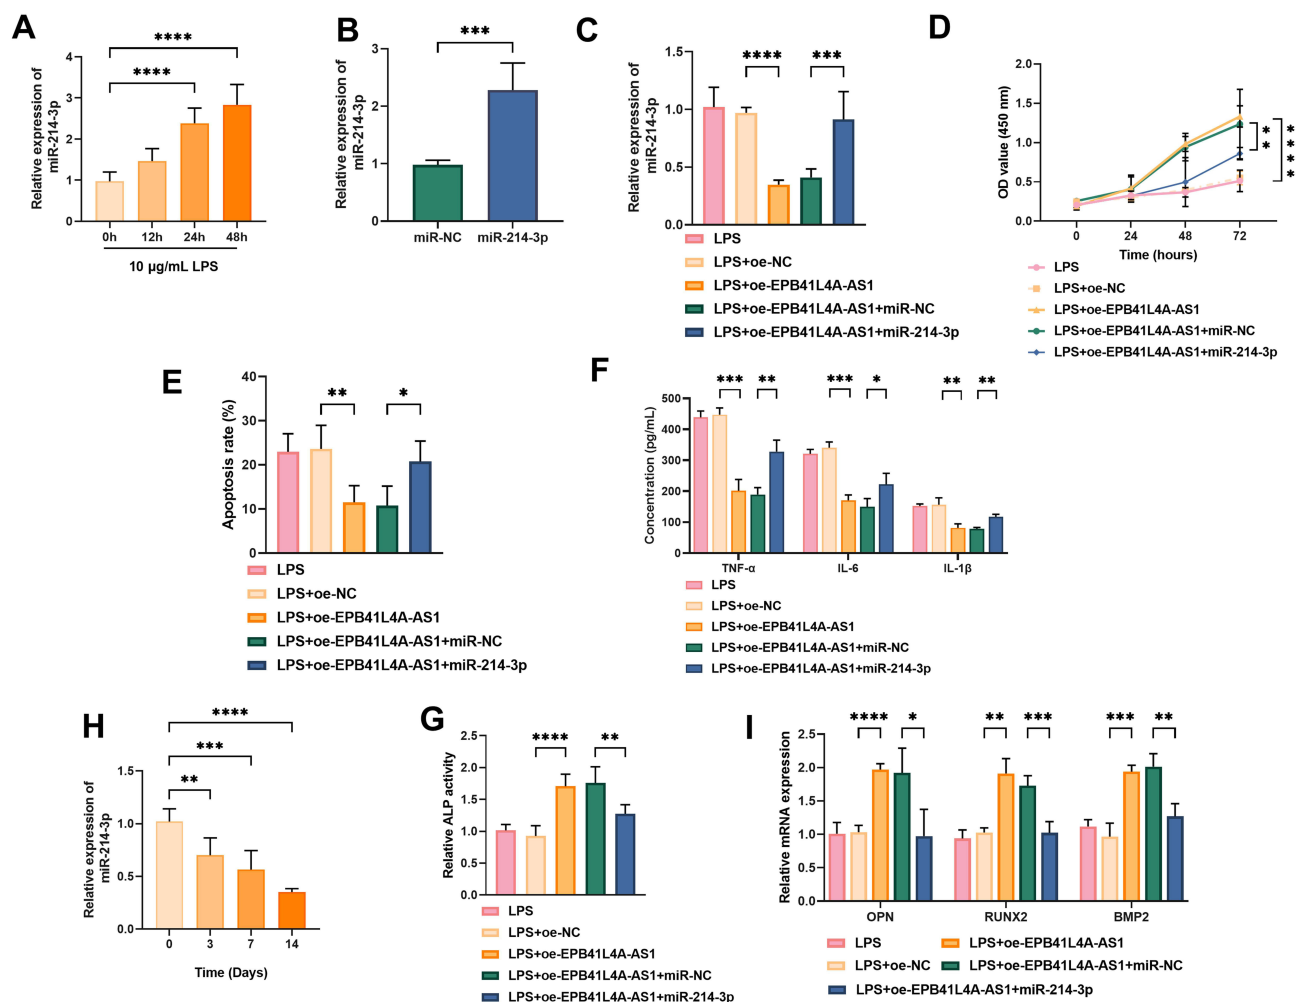 A
Relative expression of
miR-214-3p
4
3
2
1
0
****
****
0h 12h 24h 48h
10 μg/mL LPS
B
Relative expression of
miR-214-3p
3
2
1
0
***
miR-NC miR-214-3p
C
Relative expression of
miR-214-3p
1.5
1.0
0.5
0.0
**** ***
LPS
LPS+oe-NC
LPS+oe-EPB41L4A-AS1
LPS+oe-EPB41L4A-AS1+miR-NC
LPS+oe-EPB41L4A-AS1+miR-214-3p
D
OD value (450 nm)
2.0
1.5
1.0
0.5
0.0
**
****
0 24 48 72
Time (hours)
LPS
LPS+oe-NC
LPS+oe-EPB41L4A-AS1
LPS+oe-EPB41L4A-AS1+miR-NC
LPS+oe-EPB41L4A-AS1+miR-214-3p
E
Apoptosis rate (%)
40
30
20
10
0
** *
LPS
LPS+oe-NC
LPS+oe-EPB41L4A-AS1
LPS+oe-EPB41L4A-AS1+miR-NC
LPS+oe-EPB41L4A-AS1+miR-214-3p
F
Concentration (pg/mL)
500
400
300
200
100
0
*** ** *** * ** **
TNF-α IL-6 IL-1β
LPS
LPS+oe-NC
LPS+oe-EPB41L4A-AS1
LPS+oe-EPB41L4A-AS1+miR-NC
LPS+oe-EPB41L4A-AS1+miR-214-3p
H
Relative expression of
miR-214-3p
1.5
1.0
0.5
0.0
****
***
**
0 3 7 14
Time (Days)
G
Relative ALP activity
2.5
2.0
1.5
1.0
0.5
0.0
**** **
LPS
LPS+oe-NC
LPS+oe-EPB41L4A-AS1
LPS+oe-EPB41L4A-AS1+miR-NC
LPS+oe-EPB41L4A-AS1+miR-214-3p
I
Relative mRNA expression
2.5
2.0
1.5
1.0
0.5
0.0
**** * ** *** *** **
OPN RUNX2 BMP2
LPS LPS+oe-EPB41L4A-AS1
LPS+oe-NC LPS+oe-EPB41L4A-AS1+miR-NC
LPS+oe-EPB41L4A-AS1+miR-214-3p